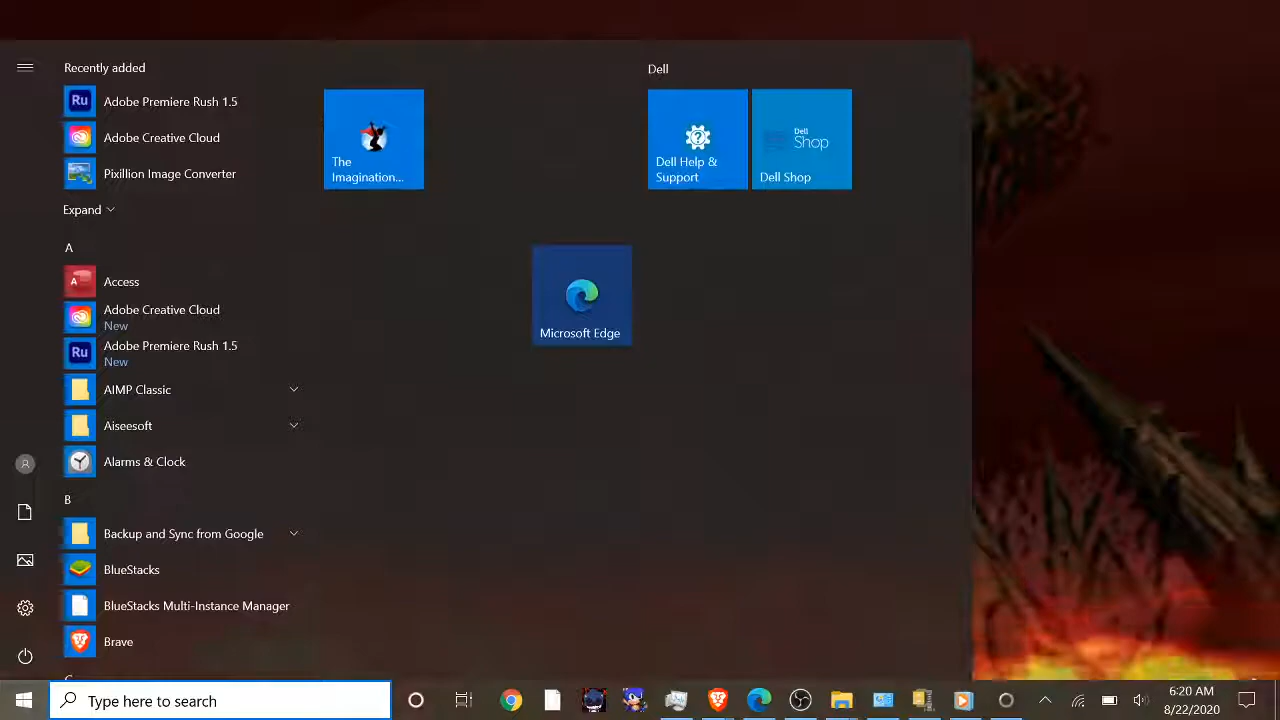 Recently added
Ru Adobe Premiere Rush 1.5
Adobe Creative Cloud
Pixillion Image Converter
Expand
A
A Access
Adobe Creative Cloud
New
Ru Adobe Premiere Rush 1.5
New
AIMP Classic
Aiseesoft
Alarms & Clock
B
Backup and Sync from Google
BlueStacks
BlueStacks Multi-Instance Manager
Brave
The
Imagination...
Dell
Dell Help &
Support
Dell
Shop
Dell Shop
Microsoft Edge
Type here to search
6:20 AM
8/22/2020